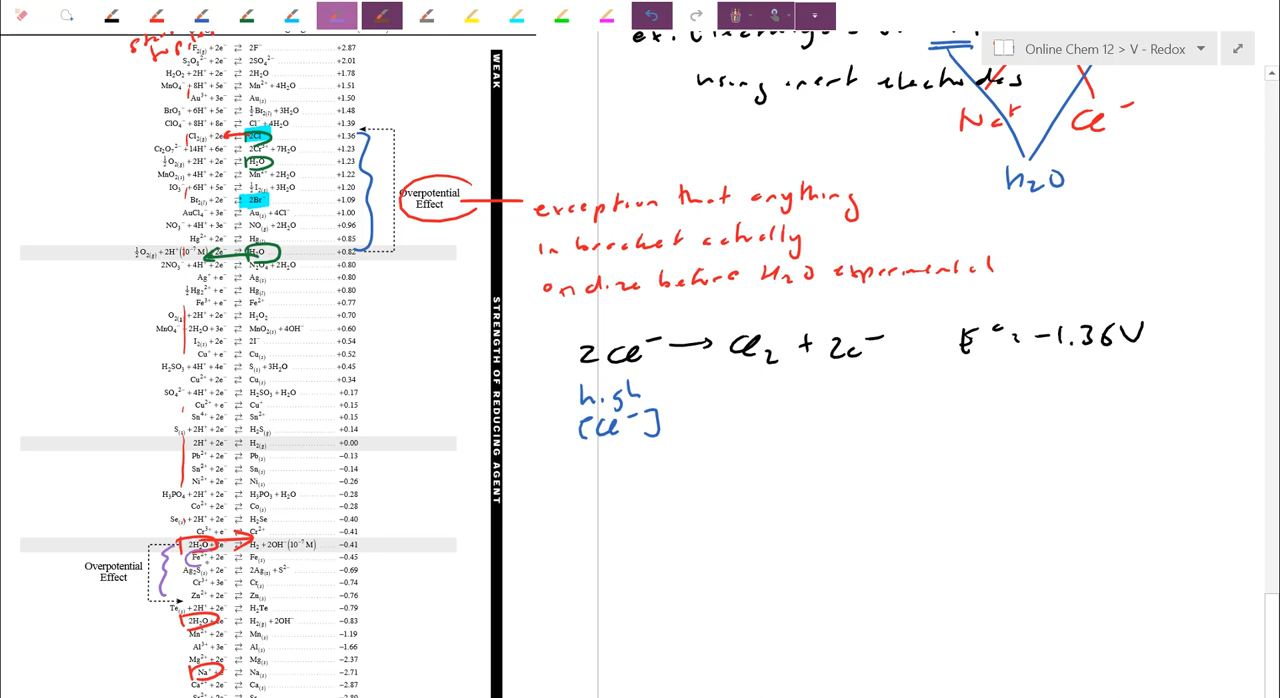 F₂(g) + 2e⁻ ⇄ 2F⁻ +2.87
S₂O₈²⁻ + 2e⁻ ⇄ 2SO₄²⁻ +2.01
H₂O₂ + 2H⁺ + 2e⁻ ⇄ 2H₂O +1.78
MnO₄⁻ + 8H⁺ + 5e⁻ ⇄ Mn²⁺ + 4H₂O +1.51
Au³⁺ + 3e⁻ ⇄ Au(s) +1.50
BrO₃⁻ + 6H⁺ + 5e⁻ ⇄ ½Br₂(l) + 3H₂O +1.48
ClO₄⁻ + 8H⁺ + 8e⁻ ⇄ Cl⁻ + 4H₂O +1.39
Cl₂(g) + 2e ⇄ 2Cl +1.36
Cr₂O₇²⁻ + 14H⁺ + 6e⁻ ⇄ 2Cr³⁺ + 7H₂O +1.23
½O₂(g) + 2H⁺ + 2e⁻ ⇄ H₂O +1.23
MnO₂(s) + 4H⁺ + 2e⁻ ⇄ Mn²⁺ + 2H₂O +1.22
IO₃⁻ + 6H⁺ + 5e⁻ ⇄ ½I₂(s) + 3H₂O +1.20
Br₂(l) + 2e⁻ ⇄ 2Br +1.09
AuCl₄⁻ + 3e⁻ ⇄ Au(s) + 4Cl⁻ +1.00
NO₃⁻ + 4H⁺ + 3e⁻ ⇄ NO(g) + 2H₂O +0.96
Hg²⁺ + 2e⁻ ⇄ Hg(l) +0.85
½O₂(g) + 2H⁺(10⁻⁷ M) + 2e⁻ ⇄ H₂O +0.82
2NO₃⁻ + 4H⁺ + 2e⁻ ⇄ N₂O₄ + 2H₂O +0.80
Ag⁺ + e⁻ ⇄ Ag(s) +0.80
½Hg₂²⁺ + e⁻ ⇄ Hg(l) +0.80
Fe³⁺ + e⁻ ⇄ Fe²⁺ +0.77
O₂(g) + 2H⁺ + 2e⁻ ⇄ H₂O₂ +0.70
MnO₄⁻ + 2H₂O + 3e⁻ ⇄ MnO₂(s) + 4OH⁻ +0.60
I₂(s) + 2e⁻ ⇄ 2I⁻ +0.54
Cu⁺ + e⁻ ⇄ Cu(s) +0.52
H₂SO₃ + 4H⁺ + 4e⁻ ⇄ S(s) + 3H₂O +0.45
Cu²⁺ + 2e⁻ ⇄ Cu(s) +0.34
SO₄²⁻ + 4H⁺ + 2e⁻ ⇄ H₂SO₃ + H₂O +0.17
Cu²⁺ + e⁻ ⇄ Cu⁺ +0.15
Sn⁴⁺ + 2e⁻ ⇄ Sn²⁺ +0.15
S(s) + 2H⁺ + 2e⁻ ⇄ H₂S(g) +0.14
2H⁺ + 2e⁻ ⇄ H₂(g) +0.00
Pb²⁺ + 2e⁻ ⇄ Pb(s) −0.13
Sn²⁺ + 2e⁻ ⇄ Sn(s) −0.14
Ni²⁺ + 2e⁻ ⇄ Ni(s) −0.26
H₃PO₄ + 2H⁺ + 2e⁻ ⇄ H₃PO₃ + H₂O −0.28
Co²⁺ + 2e⁻ ⇄ Co(s) −0.28
Se(s) + 2H⁺ + 2e⁻ ⇄ H₂Se −0.40
Cr³⁺ + e⁻ ⇄ Cr²⁺ −0.41
2H₂O + 2e ⇄ H₂ + 2OH⁻(10⁻⁷ M) −0.41
Fe²⁺ + 2e⁻ ⇄ Fe(s) −0.45
Ag₂S(s) + 2e⁻ ⇄ 2Ag(s) + S²⁻ −0.69
Cr³⁺ + 3e⁻ ⇄ Cr(s) −0.74
Zn²⁺ + 2e⁻ ⇄ Zn(s) −0.76
Te(s) + 2H⁺ + 2e⁻ ⇄ H₂Te −0.79
2H₂O + 2e⁻ ⇄ H₂(g) + 2OH⁻ −0.83
Mn²⁺ + 2e⁻ ⇄ Mn(s) −1.19
Al³⁺ + 3e⁻ ⇄ Al(s) −1.66
Mg²⁺ + 2e⁻ ⇄ Mg(s) −2.37
Na⁺ ⇄ Na(s) −2.71
Ca²⁺ + 2e⁻ ⇄ Ca(s) −2.87
Overpotential
Effect
Overpotential
Effect
WEAK
STRENGTH OF REDUCING AGENT
Online Chem 12 > V - Redox
using inert electrodes
Na⁺ Cl⁻
H₂O
exception that anything
in bracket actually
oxdize before H₂O experimental
2Cl⁻ → Cl₂ + 2e⁻ E° = -1.36V
high
[Cl⁻]